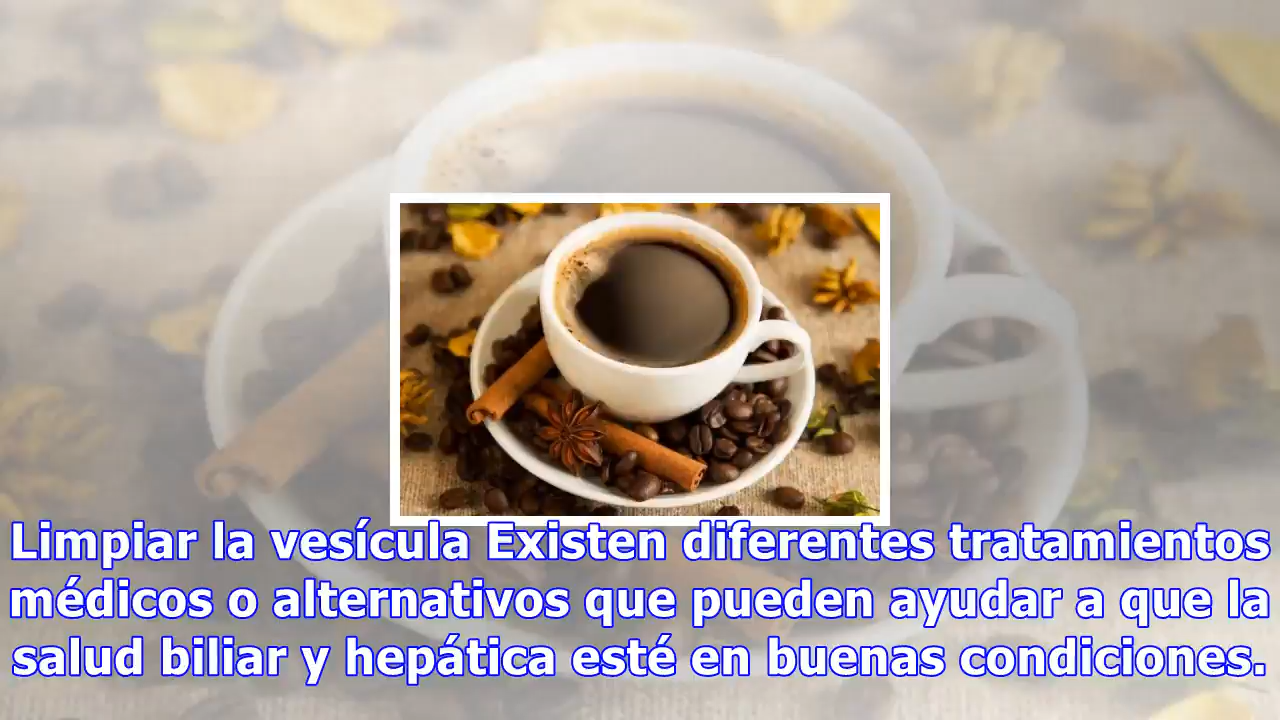 Limpiar la vesícula Existen diferentes tratamientos
médicos o alternativos que pueden ayudar a que la
salud biliar y hepática esté en buenas condiciones.